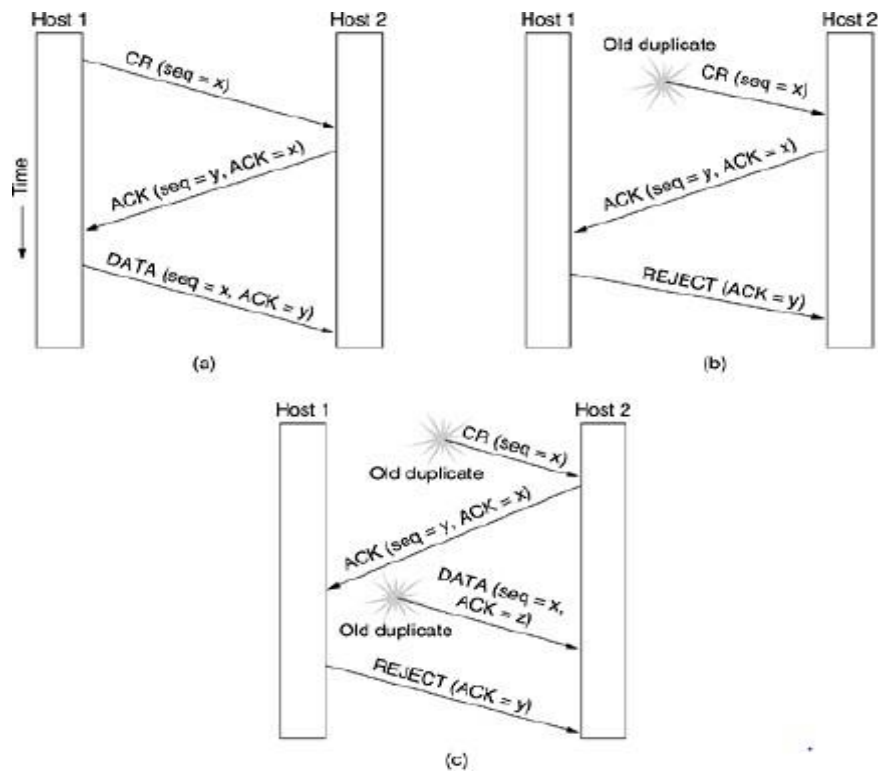 Host 1
Host 2
CR (seq = x)
ACK (seq = y, ACK = x)
DATA (seq = x, ACK = y)
Time
(a)
Host 1
Host 2
Old duplicate
CR (seq = x)
ACK (seq = y, ACK = x)
REJECT (ACK = y)
(b)
Host 1
Host 2
CR (seq = x)
Old duplicate
ACK (seq = y, ACK = x)
DATA (seq = x,
ACK = z)
Old duplicate
REJECT (ACK = y)
(c)